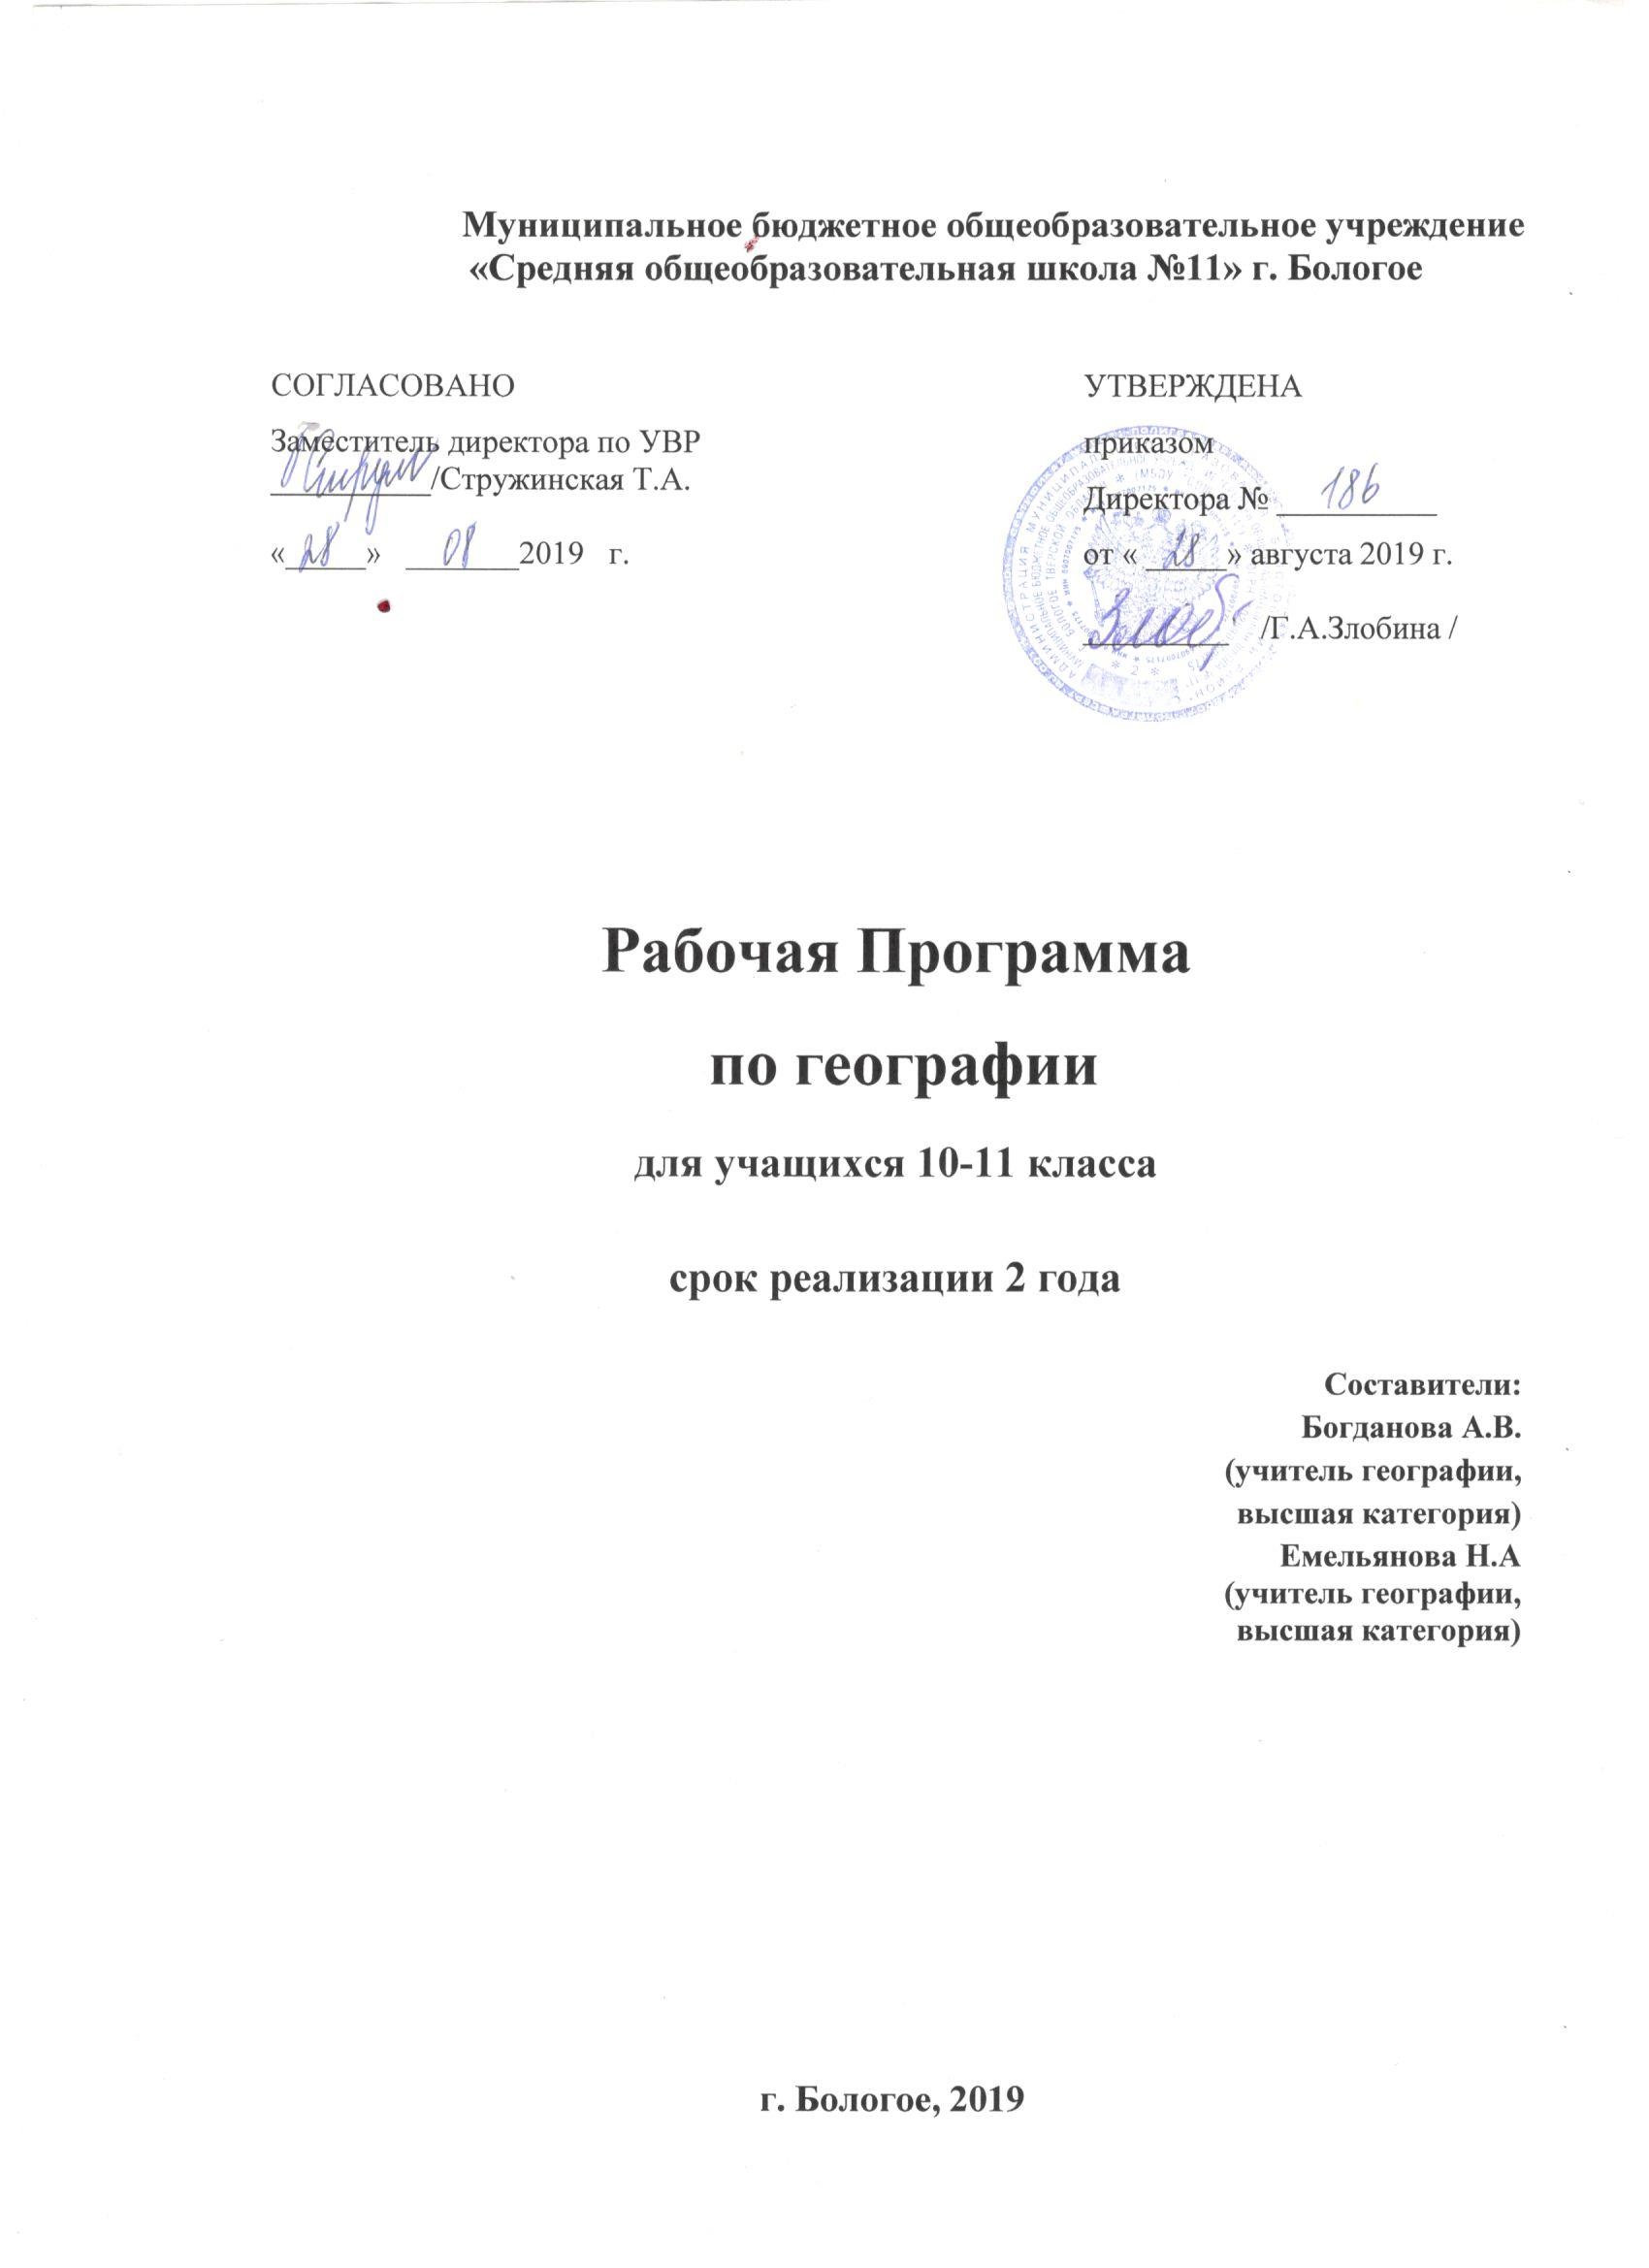 Муниципальное бюджетное общеобразовательное учреждение
«Средняя общеобразовательная школа №11» г. Бологое
СОГЛАСОВАНО
Заместитель директора по УВР
/Стружинская Т.А.
«28» 08 2019 г.
УТВЕРЖДЕНА
приказом
Директора № 186
от « 28 » августа 2019 г.
/Г.А.Злобина /
Рабочая Программа
по географии
для учащихся 10-11 класса
срок реализации 2 года
Составители:
Богданова А.В.
(учитель географии,
высшая категория)
Емельянова Н.А
(учитель географии,
высшая категория)
г. Бологое, 2019